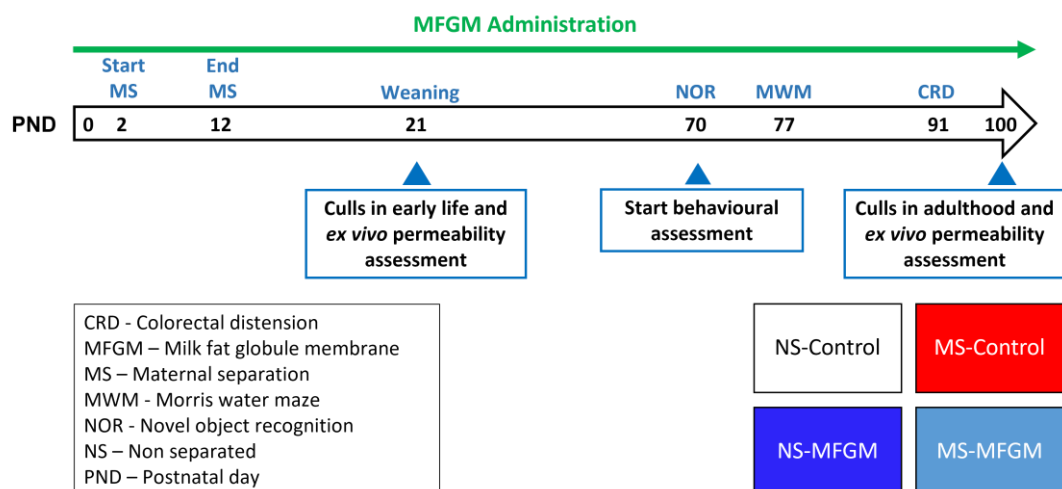 MFGM Administration
Start
MS
End
MS
Weaning
NOR
MWM
CRD
PND
0 2 12 21 70 77 91 100
Culls in early life and
ex vivo permeability
assessment
Start behavioural
assessment
Culls in adulthood and
ex vivo permeability
assessment
CRD - Colorectal distension
MFGM – Milk fat globule membrane
MS – Maternal separation
MWM - Morris water maze
NOR - Novel object recognition
NS – Non separated
PND – Postnatal day
NS-Control
MS-Control
NS-MFGM
MS-MFGM